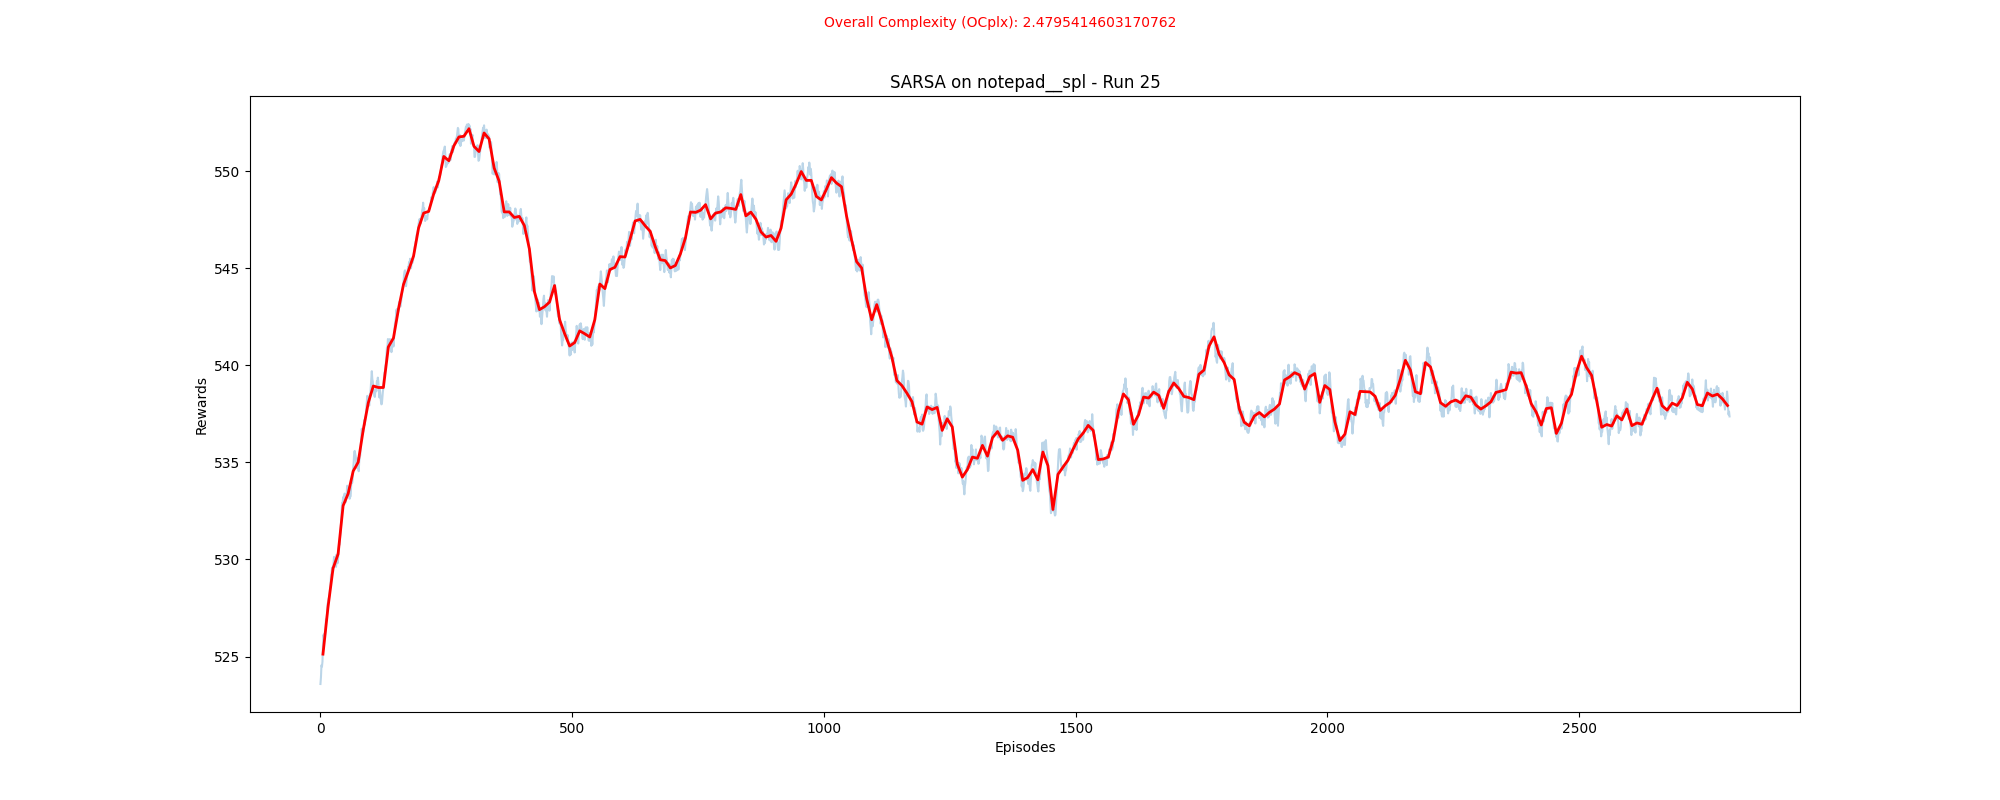 Overall Complexity (OCplx): 2.4795414603170762
SARSA on notepad__spl - Run 25
Rewards
550
545
540
535
530
525
0 500 1000 1500 2000 2500
Episodes